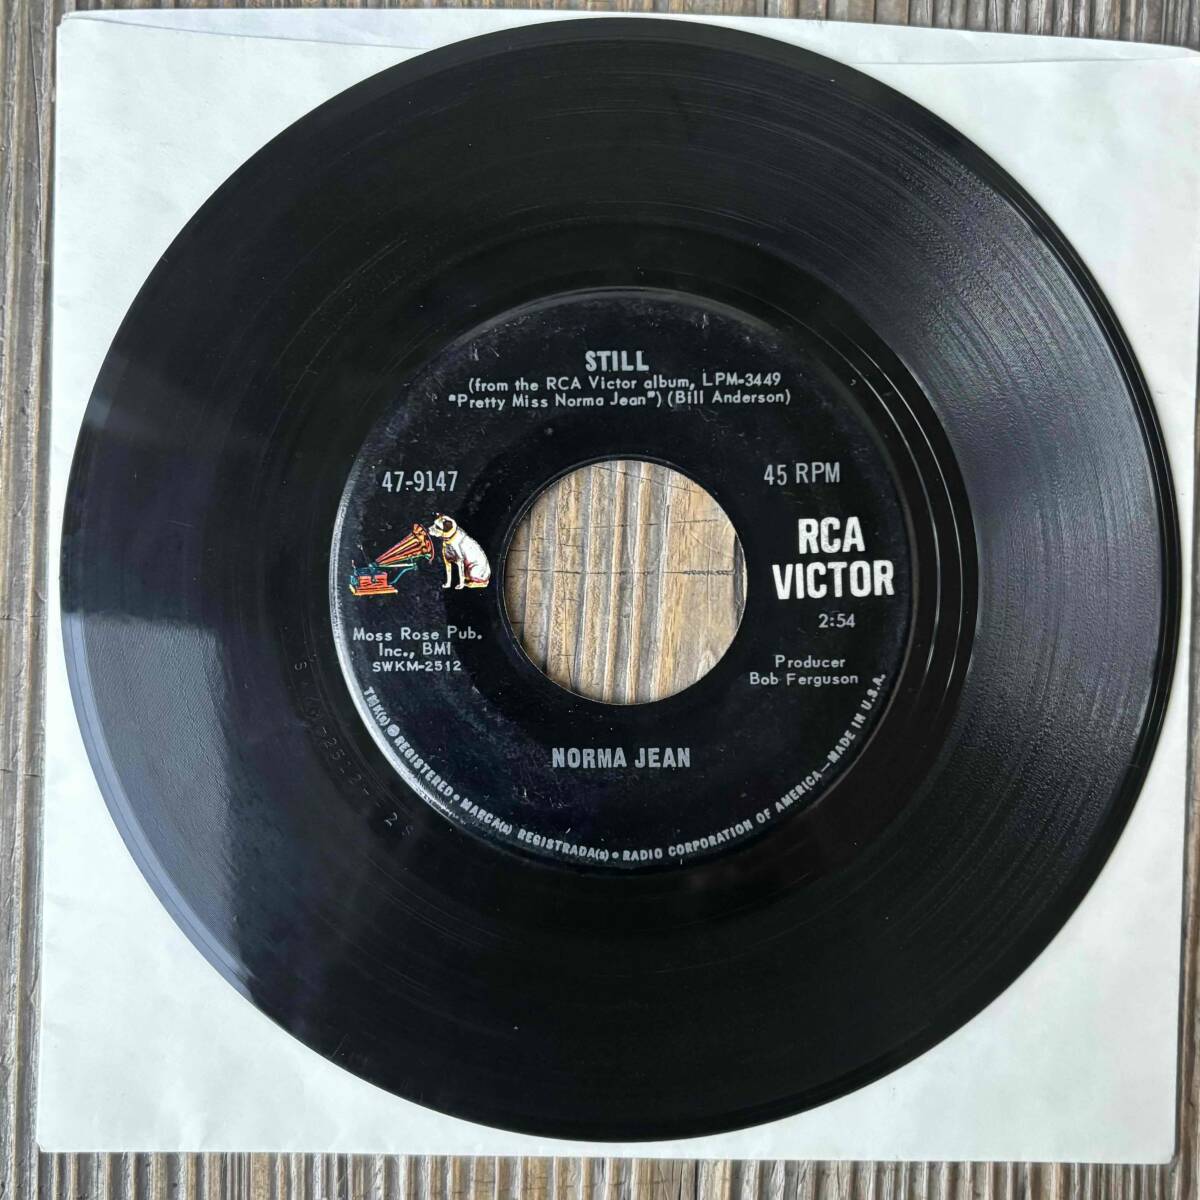 STILL
(from the RCA Victor album, LPM-3449
"Pretty Miss Norma Jean") (Bill Anderson)
47-9147
45 RPM
RCA
VICTOR
2:54
Moss Rose Pub.
Inc., BMI
SWKM-2512
Producer
Bob Ferguson
NORMA JEAN
TMK(s) ® REGISTERED • MARCA(s) REGISTRADA(s) • RADIO CORPORATION OF AMERICA—MADE IN U.S.A.